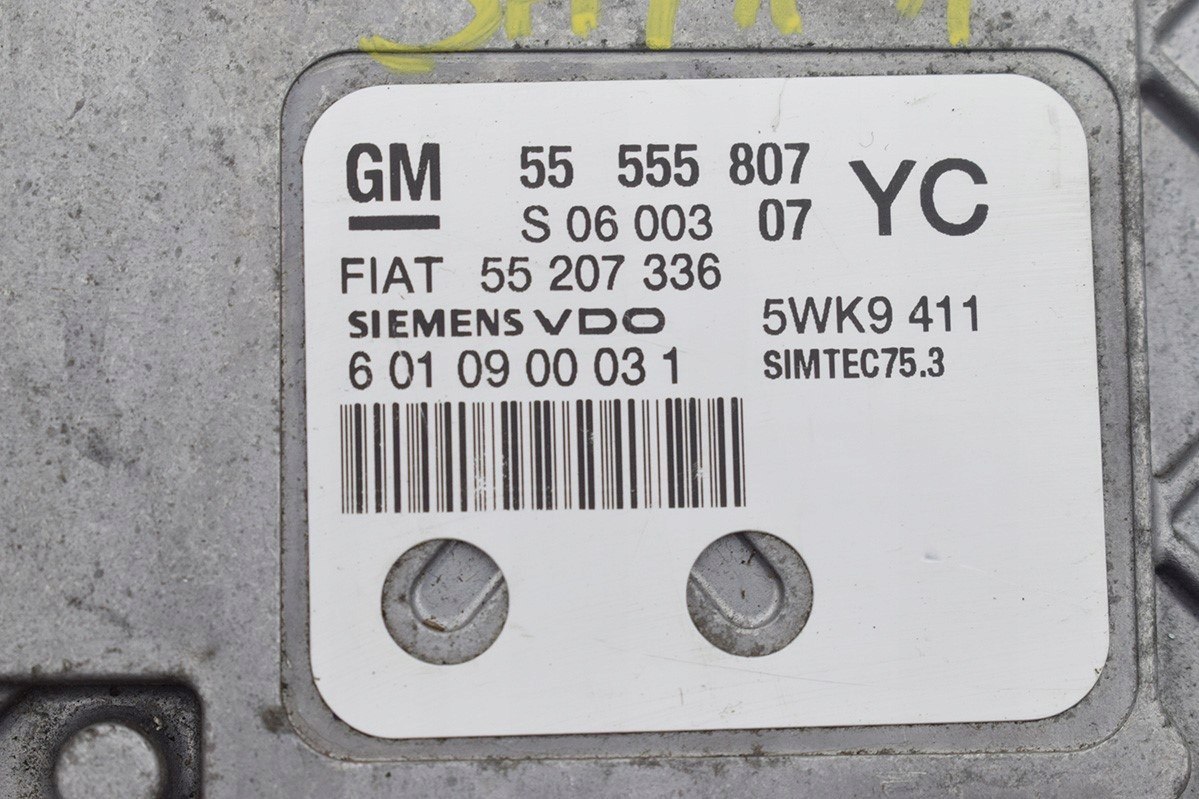 GM 55 555 807 YC
S 06 003 07
FIAT 55 207 336
SIEMENS VDO 5WK9 411
6 01 09 00 03 1 SIMTEC75.3